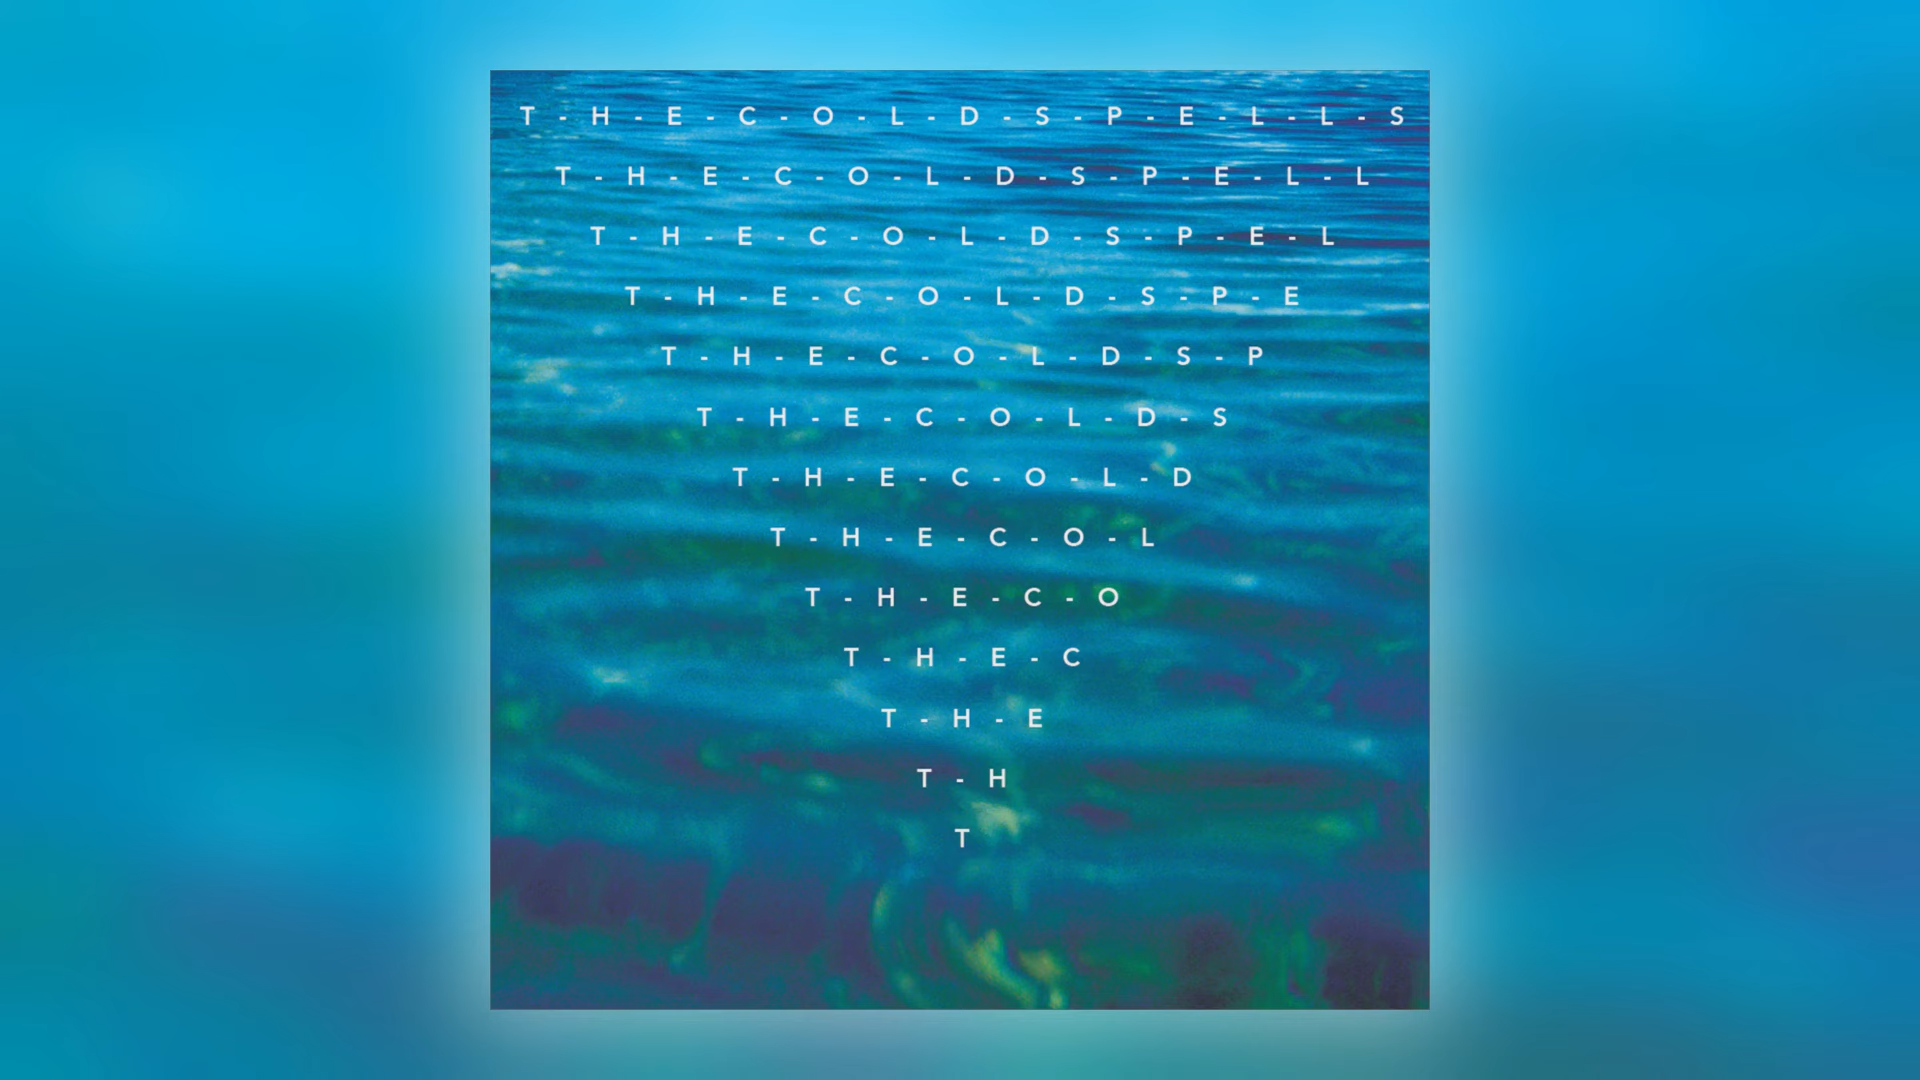 T - H - E - C - O - L - D - S - P - E - L - L - S
T - H - E - C - O - L - D - S - P - E - L - L
T - H - E - C - O - L - D - S - P - E - L
T - H - E - C - O - L - D - S - P - E
T - H - E - C - O - L - D - S - P
T - H - E - C - O - L - D - S
T - H - E - C - O - L - D
T - H - E - C - O - L
T - H - E - C - O
T - H - E - C
T - H - E
T - H
T